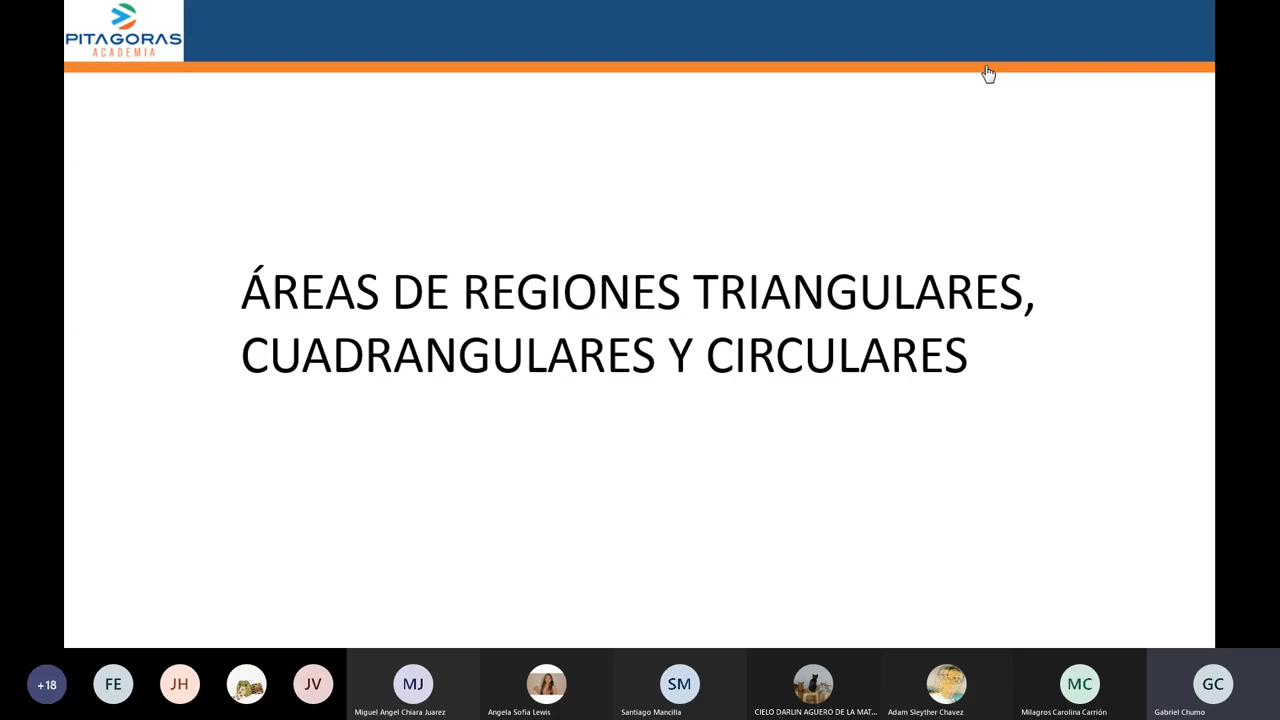 PITAGORAS
ACADEMIA
ÁREAS DE REGIONES TRIANGULARES,
CUADRANGULARES Y CIRCULARES
+18
FE
JH
JV
MJ
SM
MC
GC
Miguel Angel Chiara Juarez
Angela Sofía Lewis
Santiago Mancilla
CIELO DARLIN AGUERO DE LA MAT...
Adam Sleyther Chavez
Milagros Carolina Carrión
Gabriel Chumo